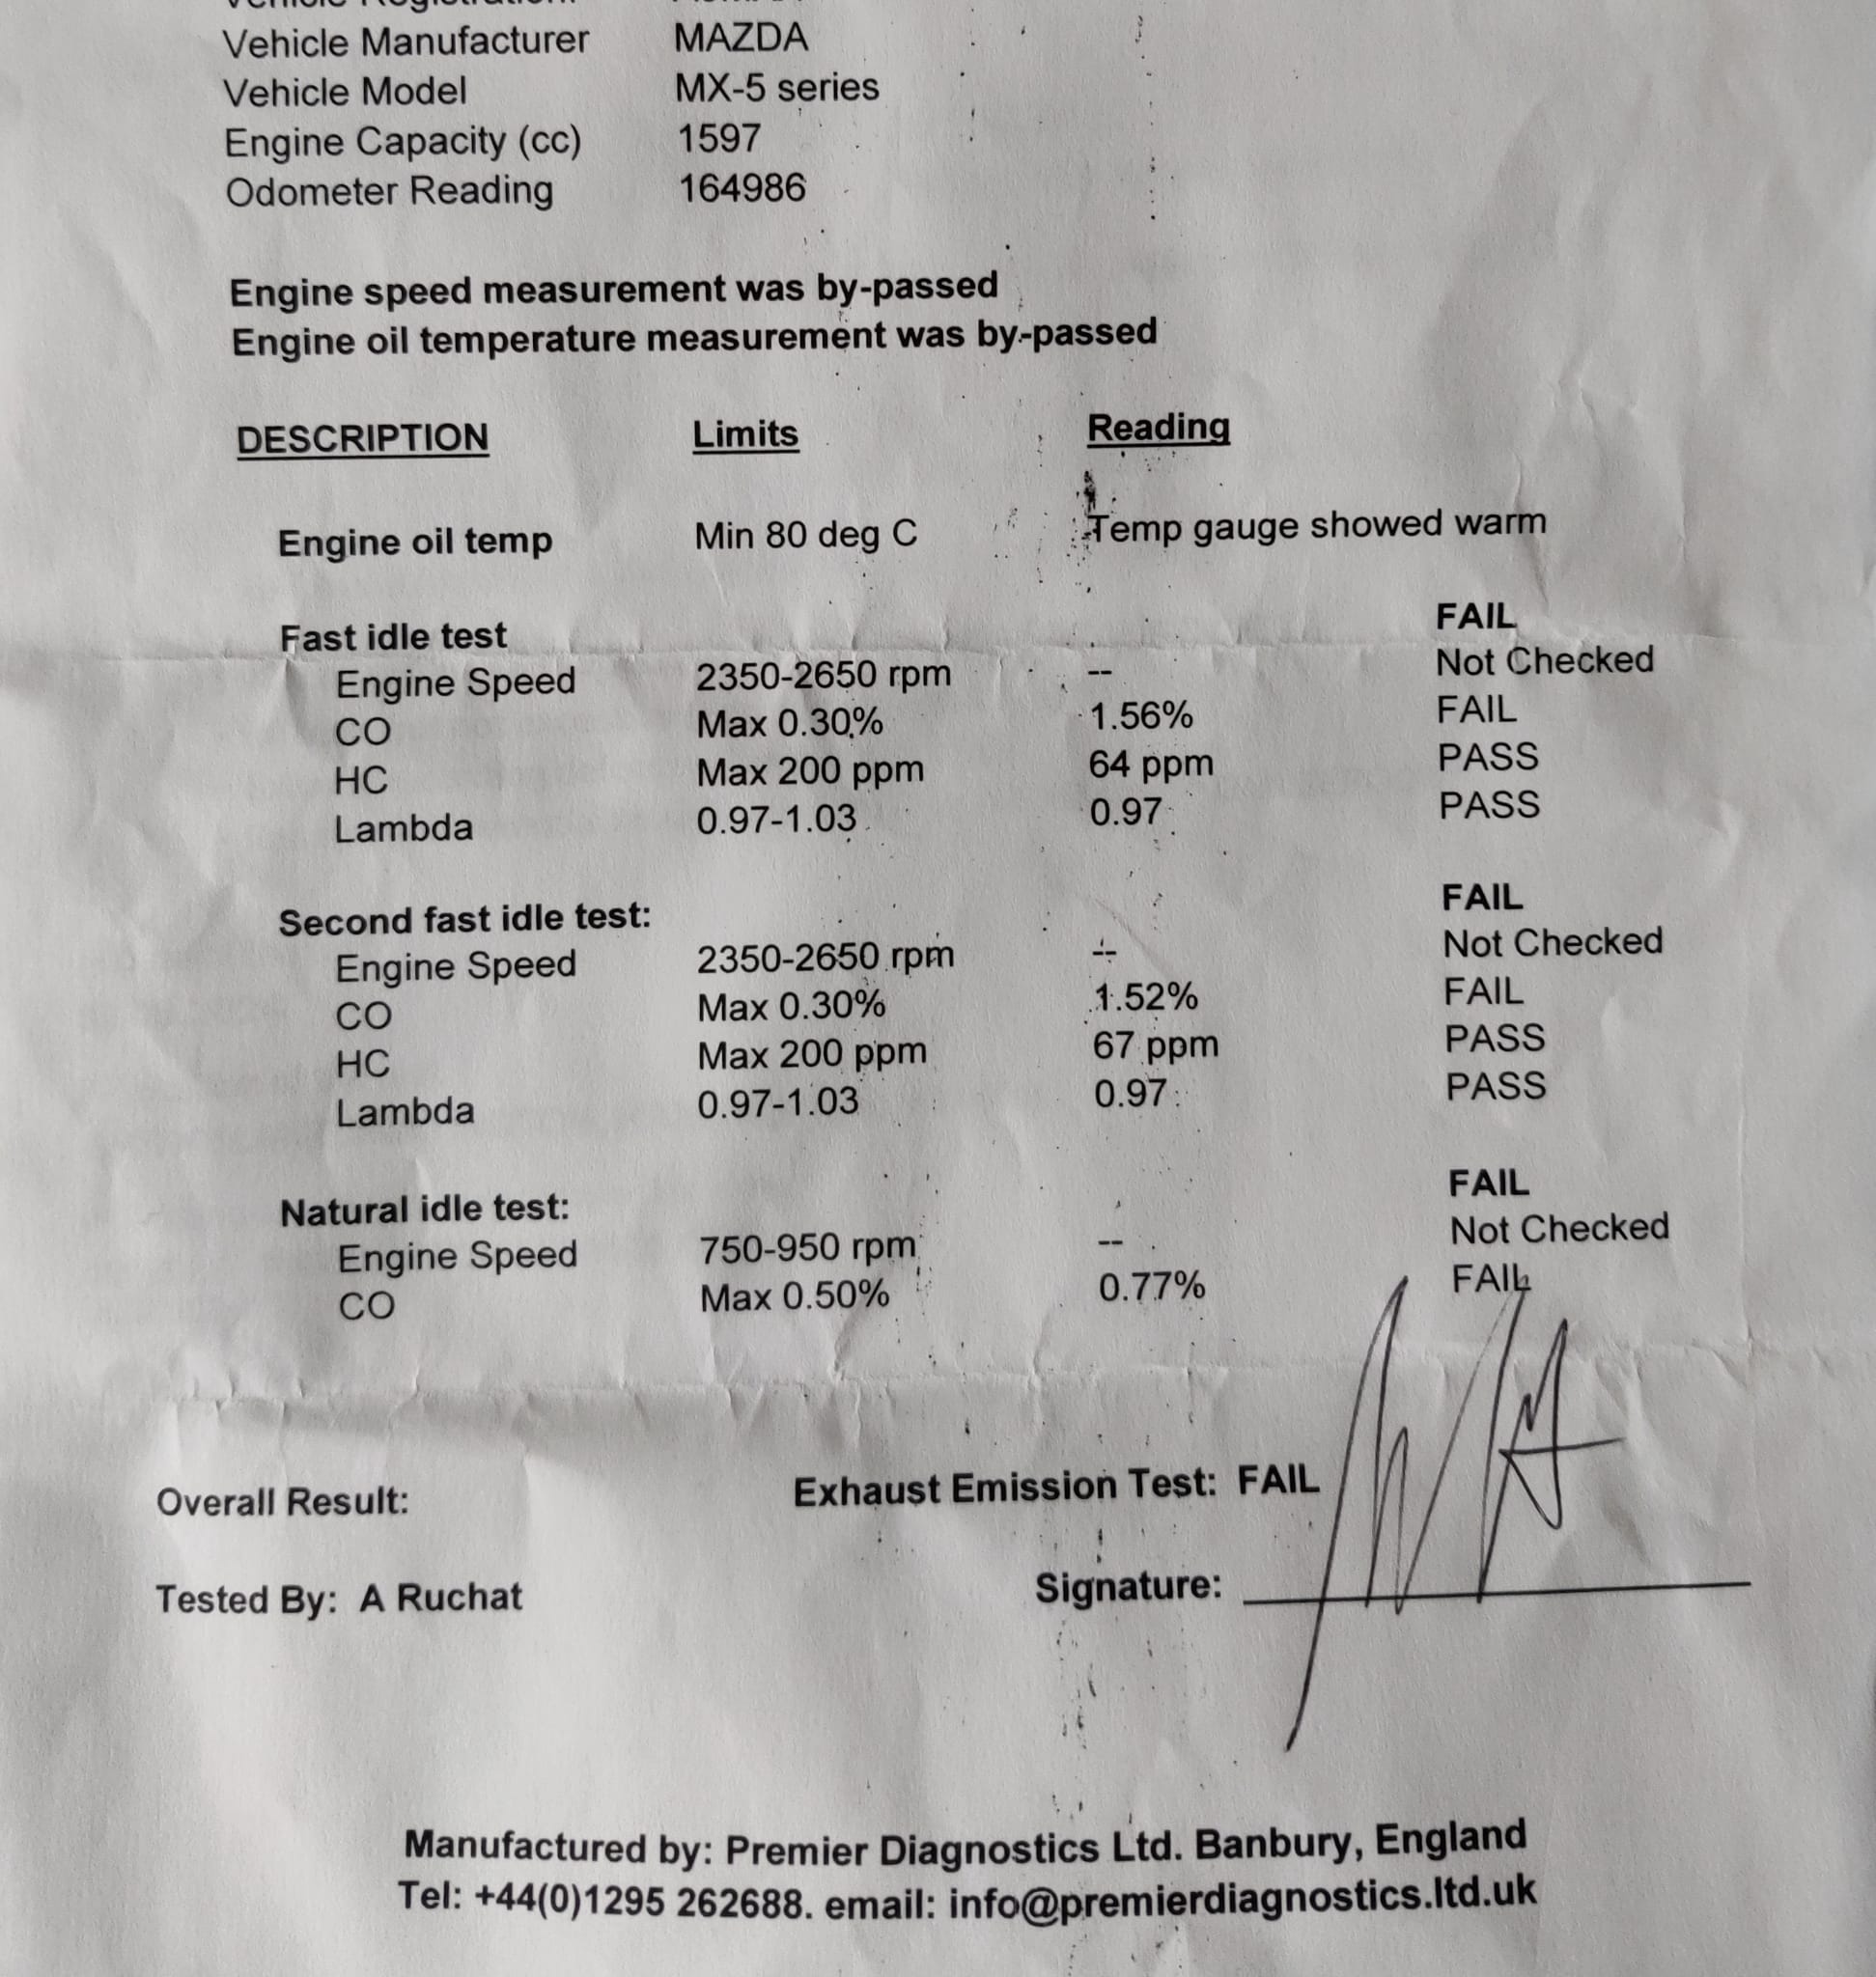 Vehicle Registration:
Vehicle Manufacturer MAZDA
Vehicle Model MX-5 series
Engine Capacity (cc) 1597
Odometer Reading 164986
Engine speed measurement was by-passed
Engine oil temperature measurement was by-passed
DESCRIPTION Limits Reading
Engine oil temp Min 80 deg C Temp gauge showed warm
Fast idle test FAIL
Engine Speed 2350-2650 rpm -- Not Checked
CO Max 0.30% 1.56% FAIL
HC Max 200 ppm 64 ppm PASS
Lambda 0.97-1.03 0.97 PASS
Second fast idle test: FAIL
Engine Speed 2350-2650 rpm -- Not Checked
CO Max 0.30% 1.52% FAIL
HC Max 200 ppm 67 ppm PASS
Lambda 0.97-1.03 0.97 PASS
Natural idle test: FAIL
Engine Speed 750-950 rpm -- Not Checked
CO Max 0.50% 0.77% FAIL
Overall Result: Exhaust Emission Test: FAIL
Tested By: A Ruchat Signature:
Manufactured by: Premier Diagnostics Ltd. Banbury, England
Tel: +44(0)1295 262688. email: info@premierdiagnostics.ltd.uk